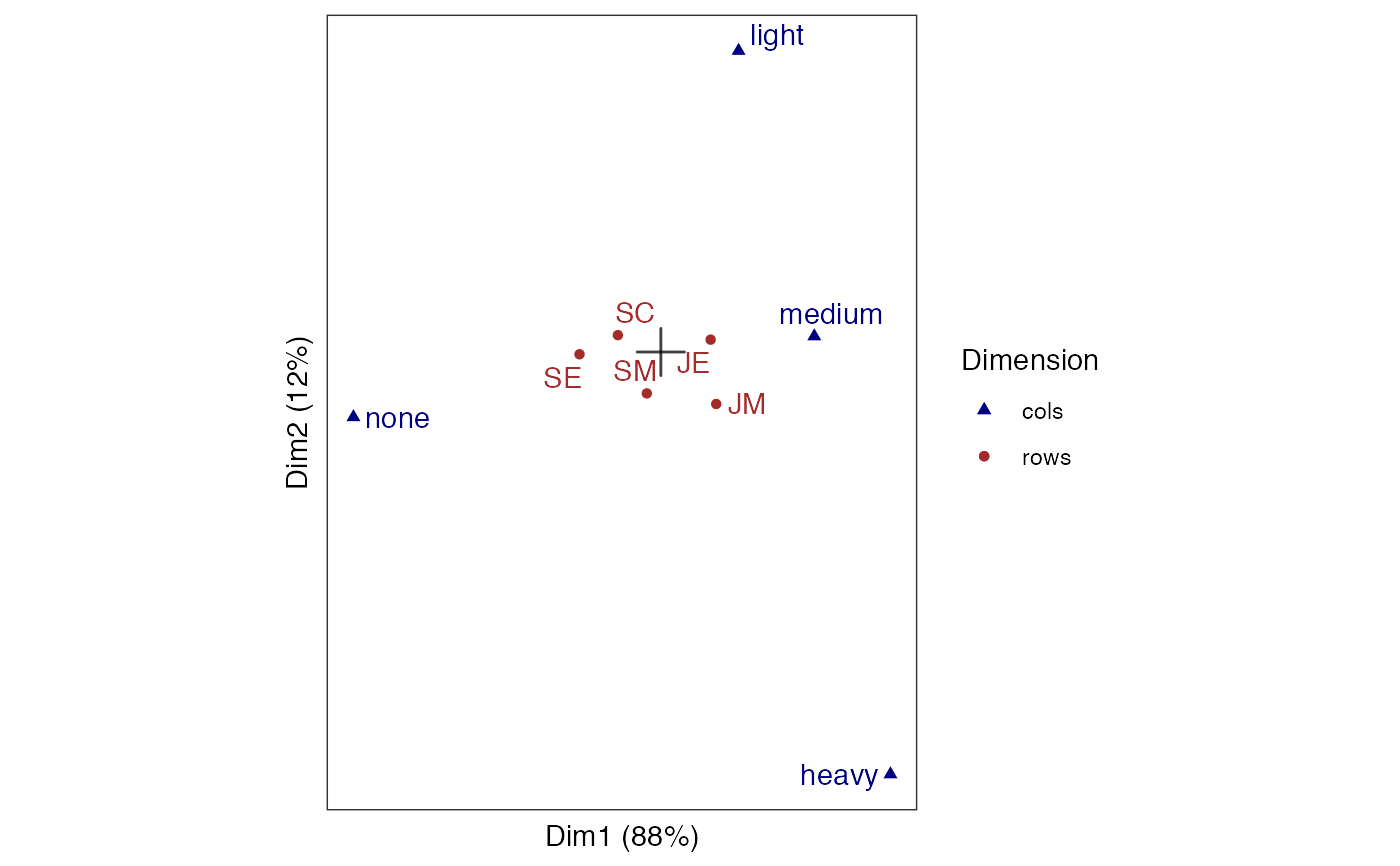 light
SC
medium
SM
JE
SE
JM
none
heavy
Dim2 (12%)
Dim1 (88%)
Dimension
cols
rows